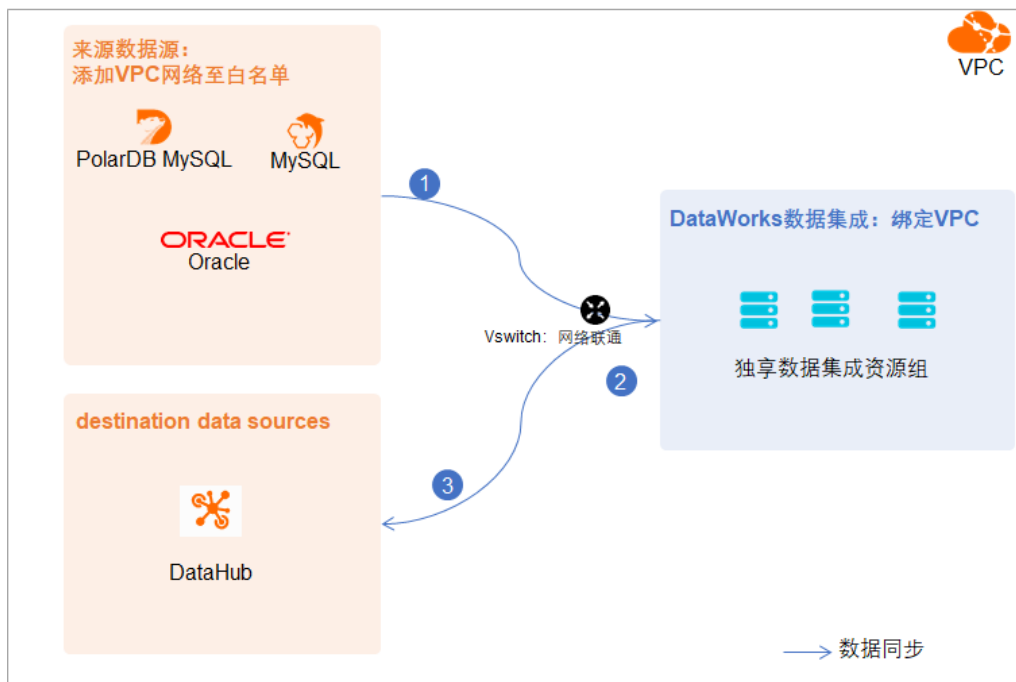 来源数据源：
添加VPC网络至白名单
VPC
PolarDB MySQL
MySQL
ORACLE
Oracle
1
DataWorks数据集成：绑定VPC
Vswitch：网络联通
独享数据集成资源组
2
destination data sources
3
DataHub
数据同步